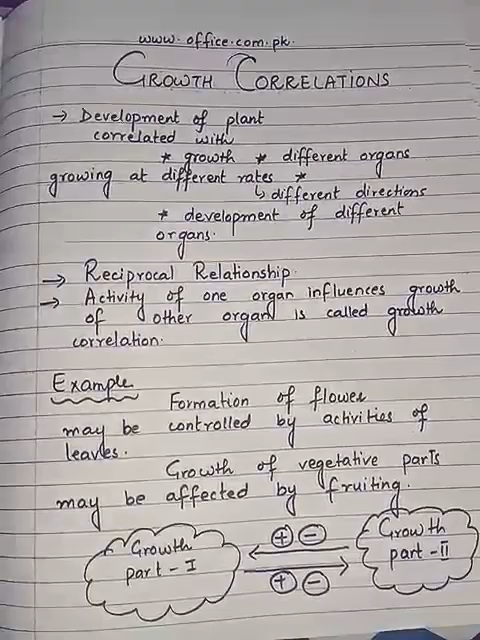 www.office.com.pk.
GROWTH CORRELATIONS
→ Development of plant
correlated with
* growth * different organs
growing at different rates *
↳ different directions
* development of different
organs.
→ Reciprocal Relationship.
→ Activity of one organ influences growth
of other organ is called growth
correlation.
Example
Formation of flower
may be controlled by activities of
leavles.
Growth of vegetative parts
may be affected by fruiting.
Growth
part - I
⊕ ⊖
⊕ ⊖
Growth
part - II